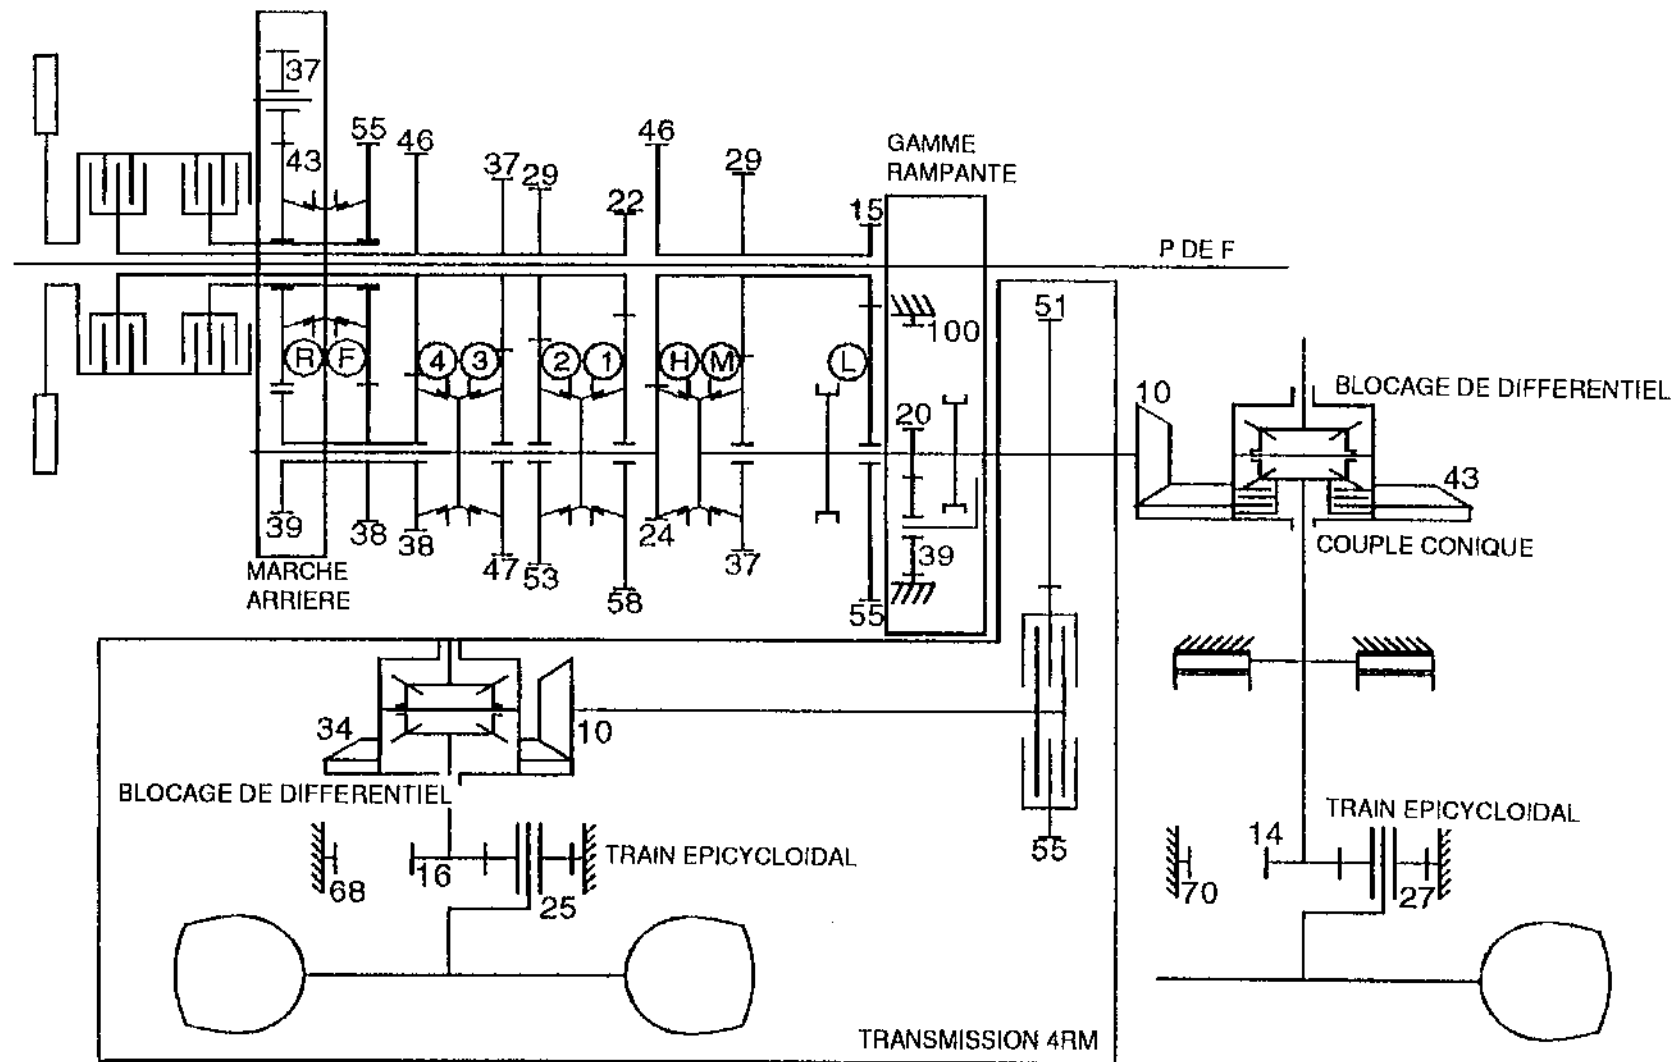 37
43
55
46
37
29
22
46
29
15
GAMME
RAMPANTE
P DE F
R
F
4
3
2
1
H
M
L
100
51
20
10
BLOCAGE DE DIFFERENTIEL
43
39
38
38
47
53
58
24
37
55
39
COUPLE CONIQUE
MARCHE
ARRIERE
34
10
BLOCAGE DE DIFFERENTIEL
68
16
25
TRAIN EPICYCLOIDAL
55
TRAIN EPICYCLOIDAL
14
70
27
TRANSMISSION 4RM